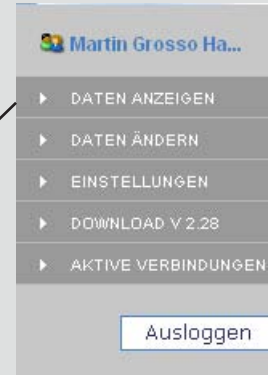 Martin Grosso Ha...
DATEN ANZEIGEN
DATEN ÄNDERN
EINSTELLUNGEN
DOWNLOAD V 2.28
AKTIVE VERBINDUNGEN
Ausloggen